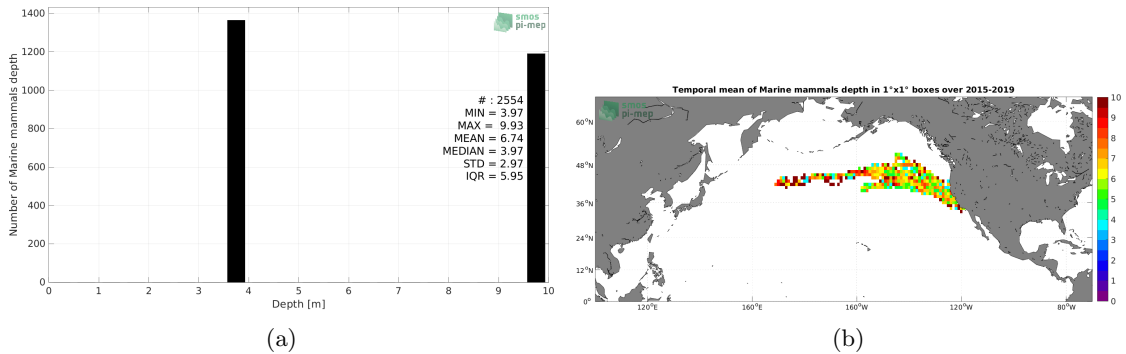 1400
1200
1000
800
600
400
200
0
Number of Marine mammals depth
smos
pi-mep
# : 2554
MIN = 3.97
MAX = 9.93
MEAN = 6.74
MEDIAN = 3.97
STD = 2.97
IQR = 5.95
0 1 2 3 4 5 6 7 8 9 10
Depth [m]
(a)
Temporal mean of Marine mammals depth in 1°x1° boxes over 2015-2019
smos
pi-mep
60°N
48°N
36°N
24°N
12°N
0°
120°E 160°E 160°W 120°W 80°W
10
9
8
7
6
5
4
3
2
1
0
(b)